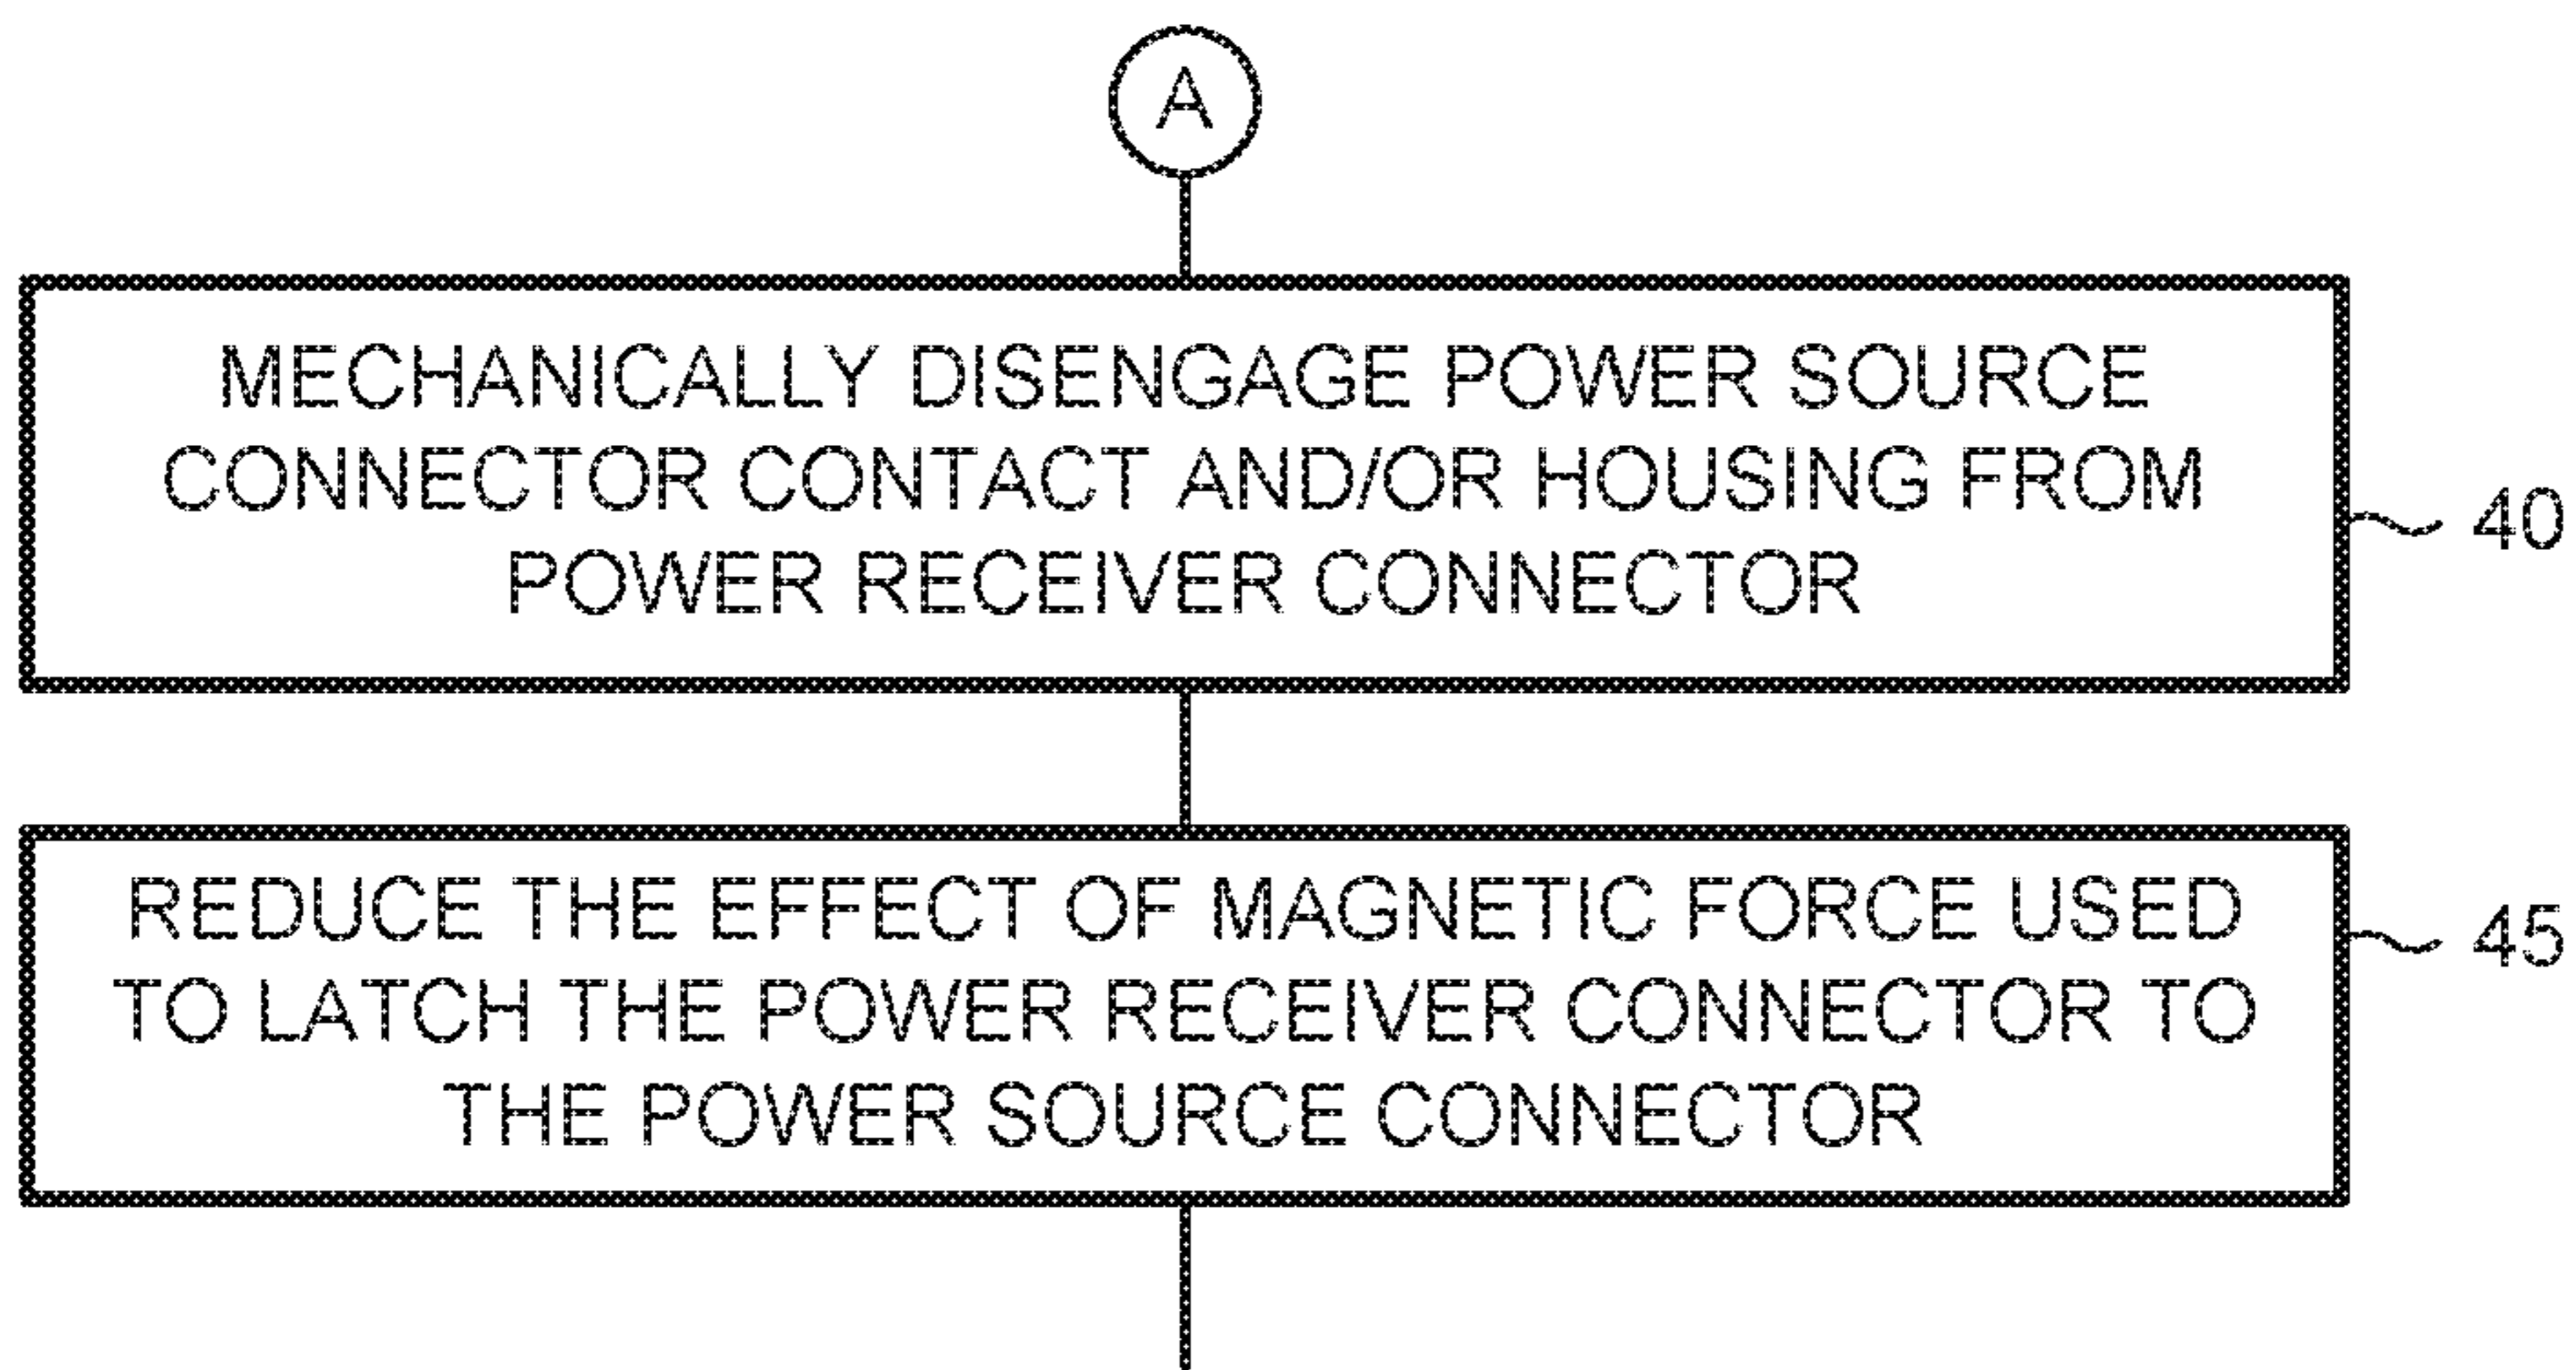 A
MECHANICALLY DISENGAGE POWER SOURCE
CONNECTOR CONTACT AND/OR HOUSING FROM
POWER RECEIVER CONNECTOR
40
REDUCE THE EFFECT OF MAGNETIC FORCE USED
TO LATCH THE POWER RECEIVER CONNECTOR TO
THE POWER SOURCE CONNECTOR
45